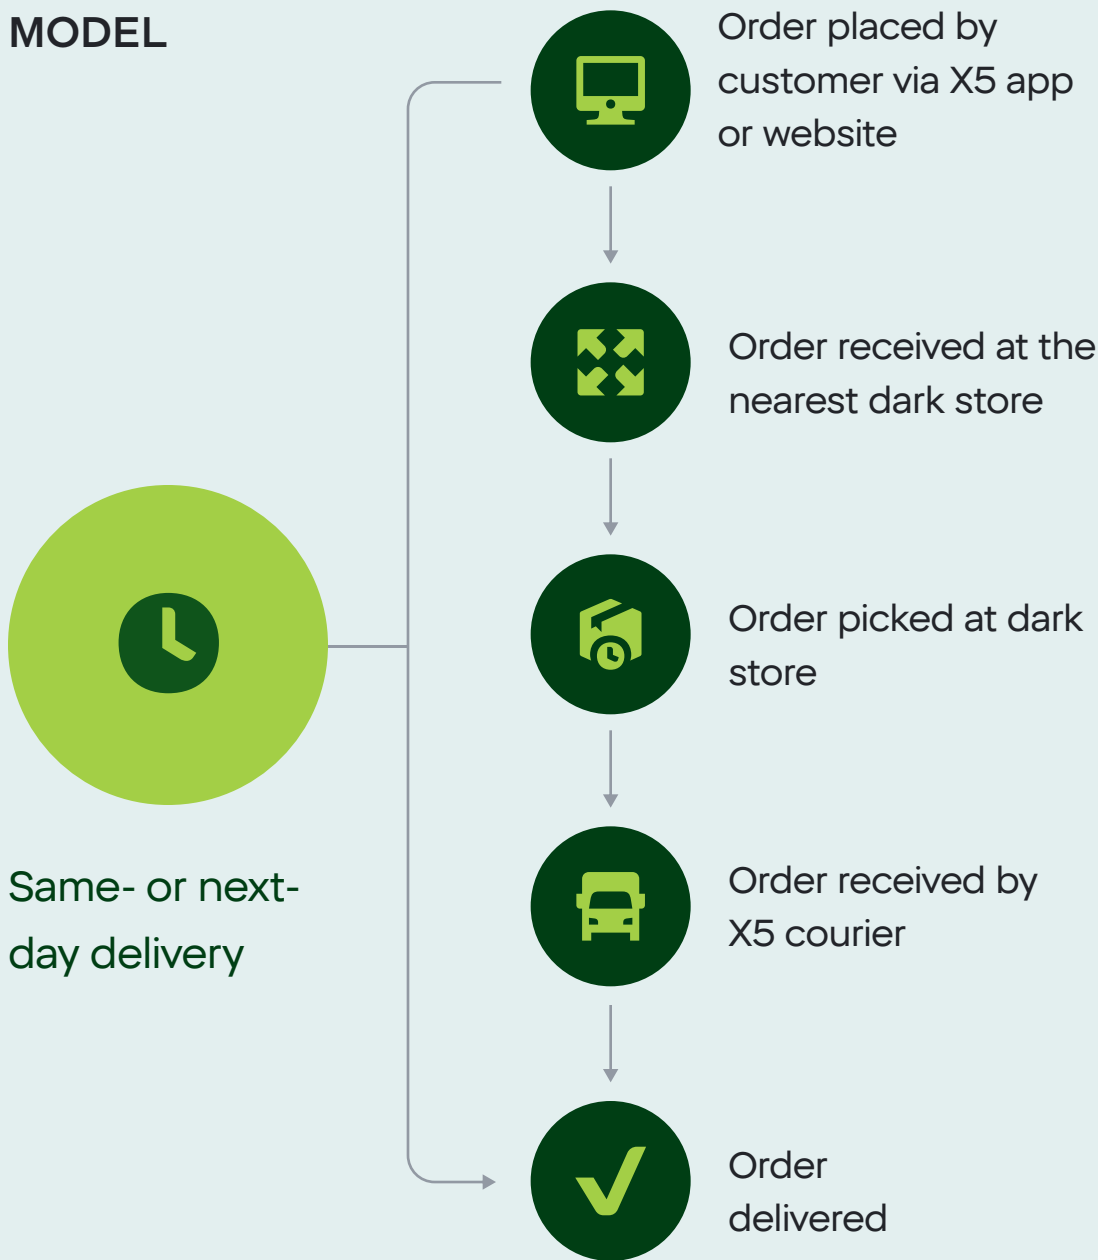 MODEL
Order placed by
customer via X5 app
or website
Order received at the
nearest dark store
Order picked at dark
store
Same- or next-
day delivery
Order received by
X5 courier
Order
delivered